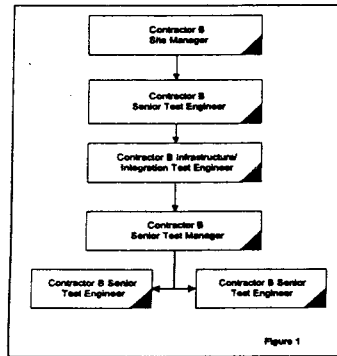 Contractor B
Site Manager
Contractor B
Senior Test Engineer
Contractor B Infrastructure/
Integration Test Engineer
Contractor B
Senior Test Manager
Contractor B Senior
Test Engineer
Contractor B Senior
Test Engineer
Figure 1